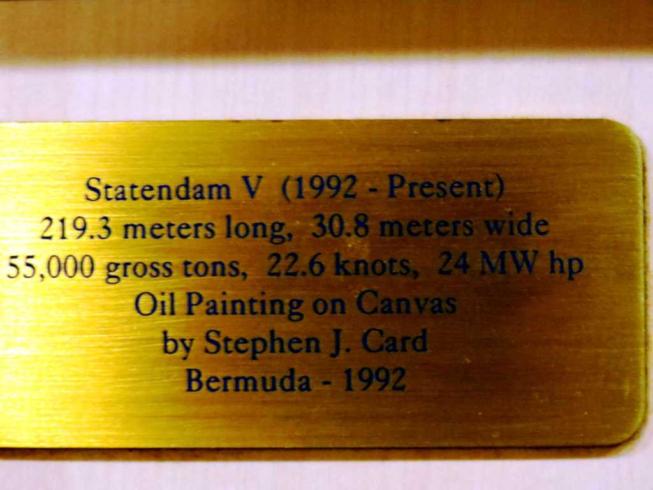 Statendam V (1992 - Present)
219.3 meters long, 30.8 meters wide
55,000 gross tons, 22.6 knots, 24 MW hp
Oil Painting on Canvas
by Stephen J. Card
Bermuda - 1992